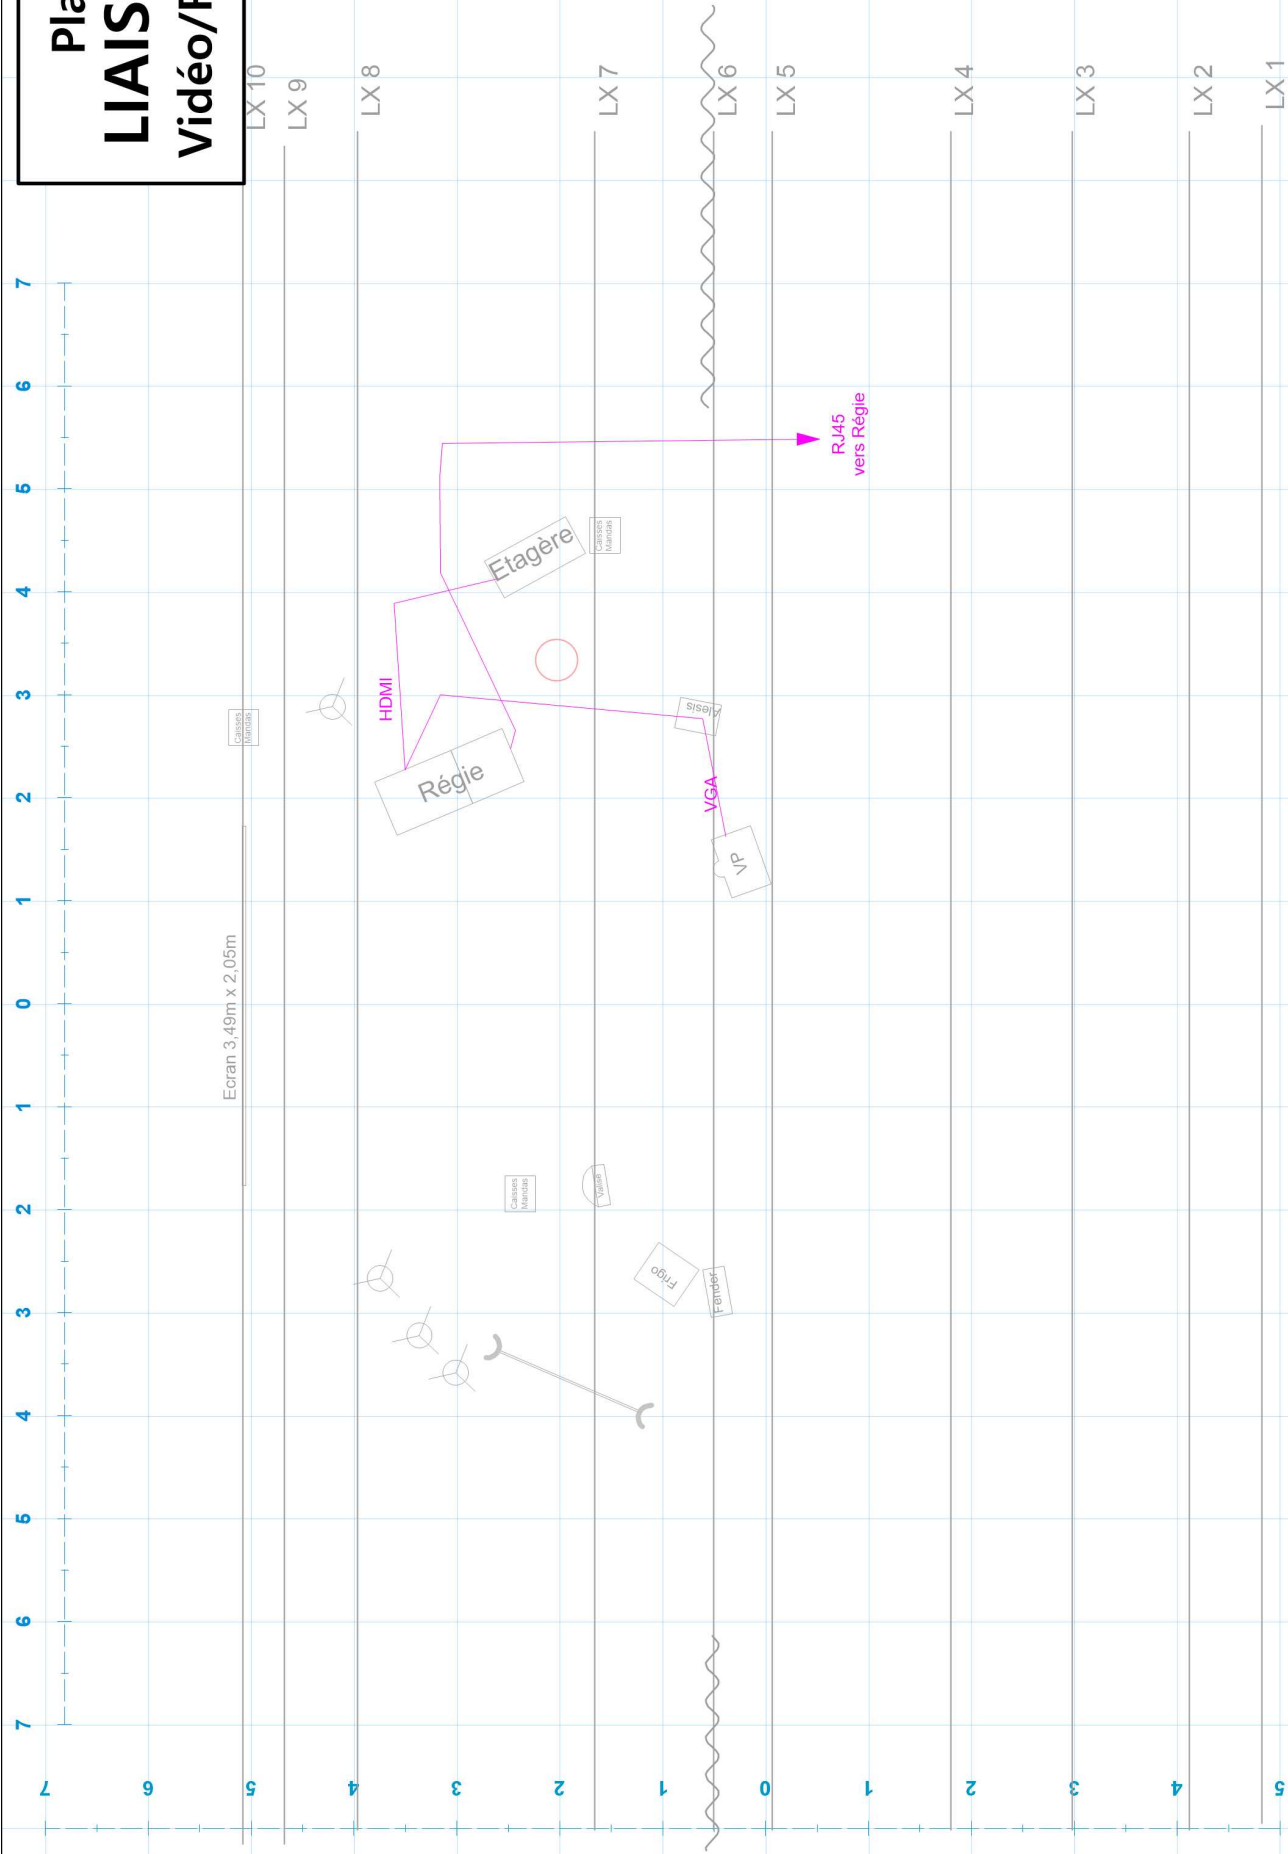 Pla
LIAIS
Vidéo/R
LX 10
LX 9
LX 8
LX 7
LX 6
LX 5
LX 4
LX 3
LX 2
LX 1
7
6
5
4
3
2
1
0
1
2
3
4
5
6
7
RJ45
vers Régie
Etagère
Caisses
Mandas
HDMI
Caisses
Mandas
Régie
Alesis
VGA
VP
Ecran 3,49m x 2,05m
Caisses
Mandas
Valise
Frigo
Fender
7
6
5
4
3
2
1
0
1
2
3
4
5